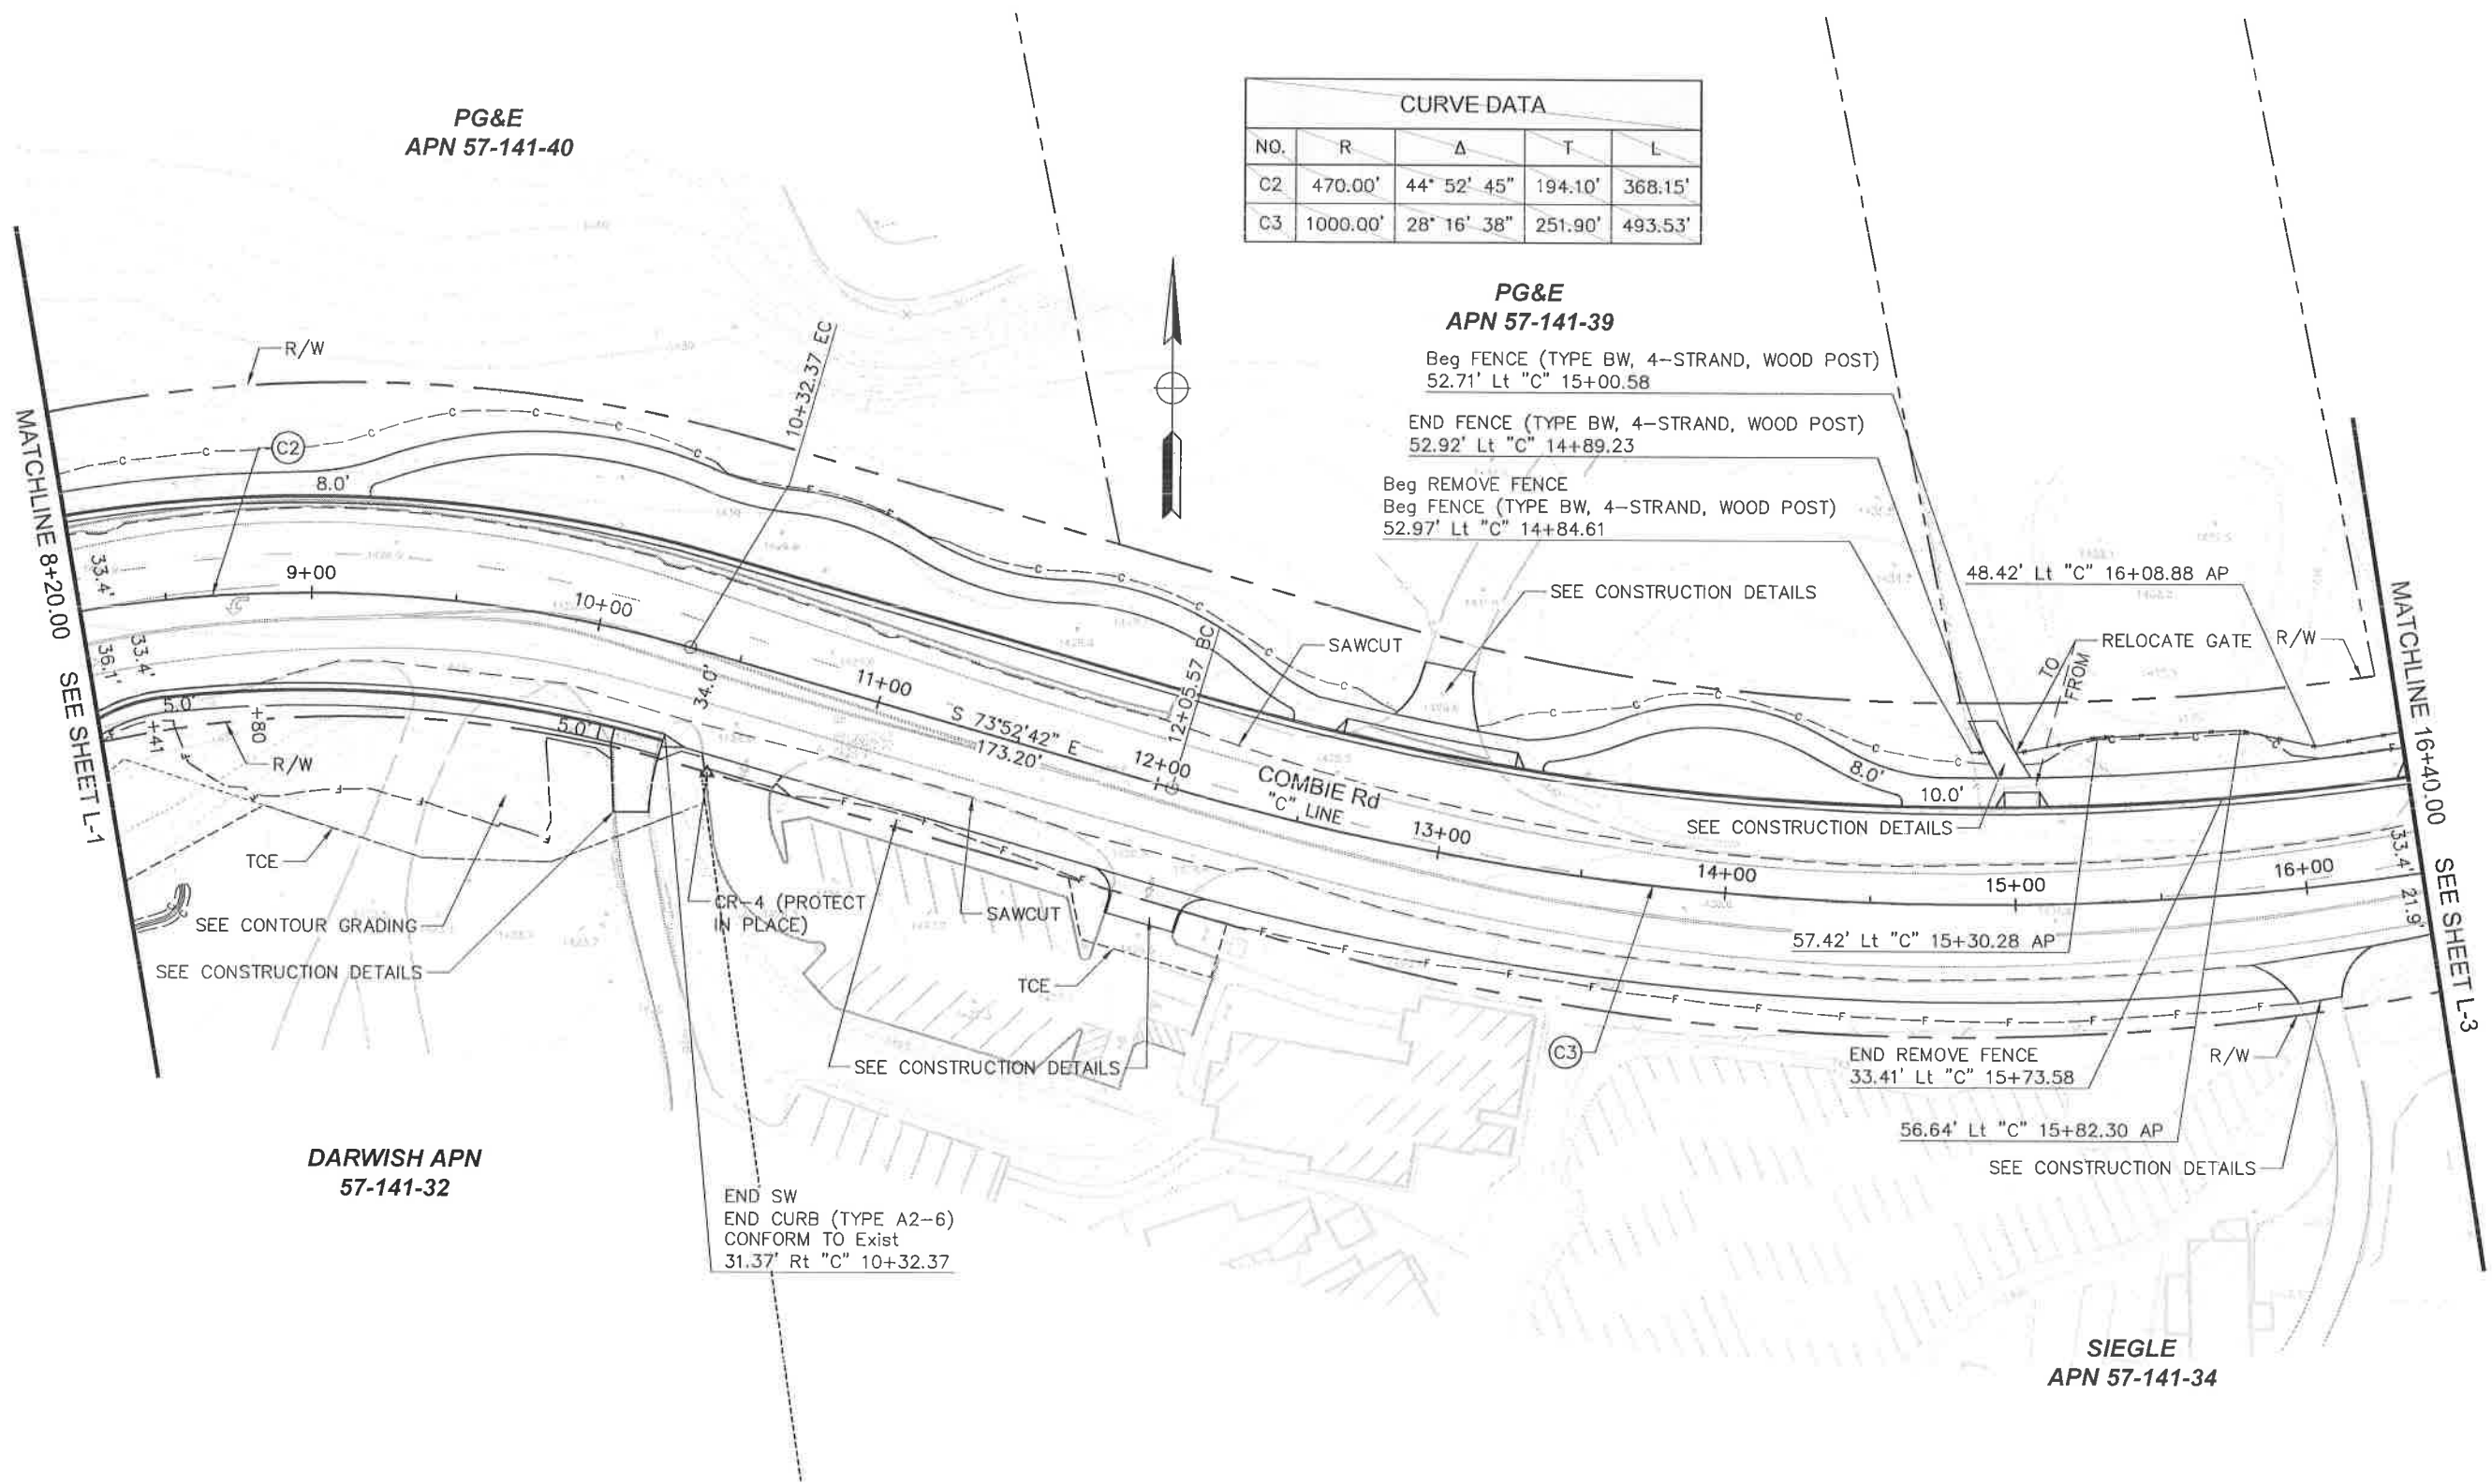 PG&E
APN 57-141-40
CURVE DATA
NO. R Δ T L
C2 470.00' 44° 52' 45" 194.10' 368.15'
C3 1000.00' 28° 16' 38" 251.90' 493.53'
PG&E
APN 57-141-39
Beg FENCE (TYPE BW, 4-STRAND, WOOD POST)
52.71' Lt "C" 15+00.58
END FENCE (TYPE BW, 4-STRAND, WOOD POST)
52.92' Lt "C" 14+89.23
Beg REMOVE FENCE
Beg FENCE (TYPE BW, 4-STRAND, WOOD POST)
52.97' Lt "C" 14+84.61
R/W
10+32.37 EC
C2
8.0'
MATCHLINE 8+20.00 SEE SHEET L-1
33.4'
33.4'
36.1'
9+00
10+00
34.0'
11+00
S 73°52'42" E
173.20'
12+00
12+05.57 BC
SAWCUT
SEE CONSTRUCTION DETAILS
COMBIE Rd
"C" LINE
13+00
14+00
15+00
16+00
48.42' Lt "C" 16+08.88 AP
RELOCATE GATE
TO
FROM
R/W
8.0'
10.0'
SEE CONSTRUCTION DETAILS
MATCHLINE 16+40.00 SEE SHEET L-3
33.4'
21.9'
5.0'
+41
+80
R/W
5.0'
TCE
SEE CONTOUR GRADING
SEE CONSTRUCTION DETAILS
CR-4 (PROTECT
IN PLACE)
SAWCUT
TCE
SEE CONSTRUCTION DETAILS
57.42' Lt "C" 15+30.28 AP
C3
END REMOVE FENCE
33.41' Lt "C" 15+73.58
R/W
56.64' Lt "C" 15+82.30 AP
SEE CONSTRUCTION DETAILS
DARWISH APN
57-141-32
END SW
END CURB (TYPE A2-6)
CONFORM TO Exist
31.37' Rt "C" 10+32.37
SIEGLE
APN 57-141-34